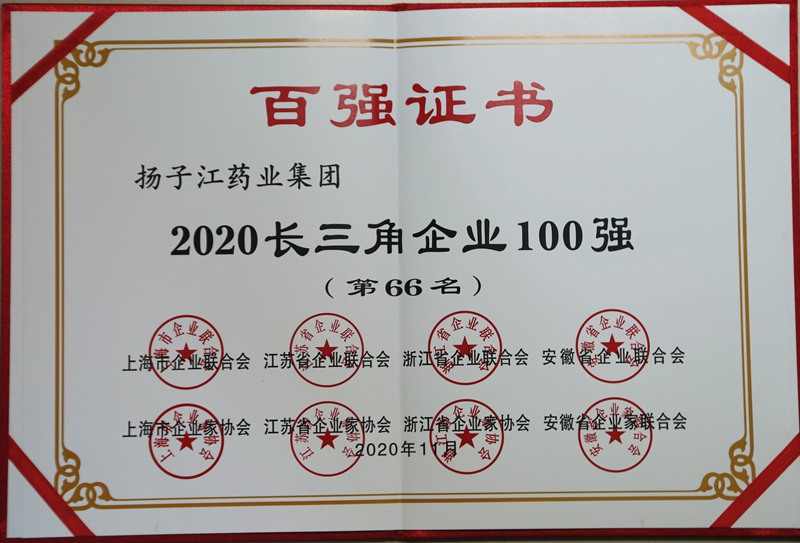 百强证书
扬子江药业集团
2020长三角企业100强
（第66名）
上海市企业联合会 江苏省企业联合会 浙江省企业联合会 安徽省企业联合会
上海市企业家协会 江苏省企业家协会 浙江省企业家协会 安徽省企业家联合会
2020年11月